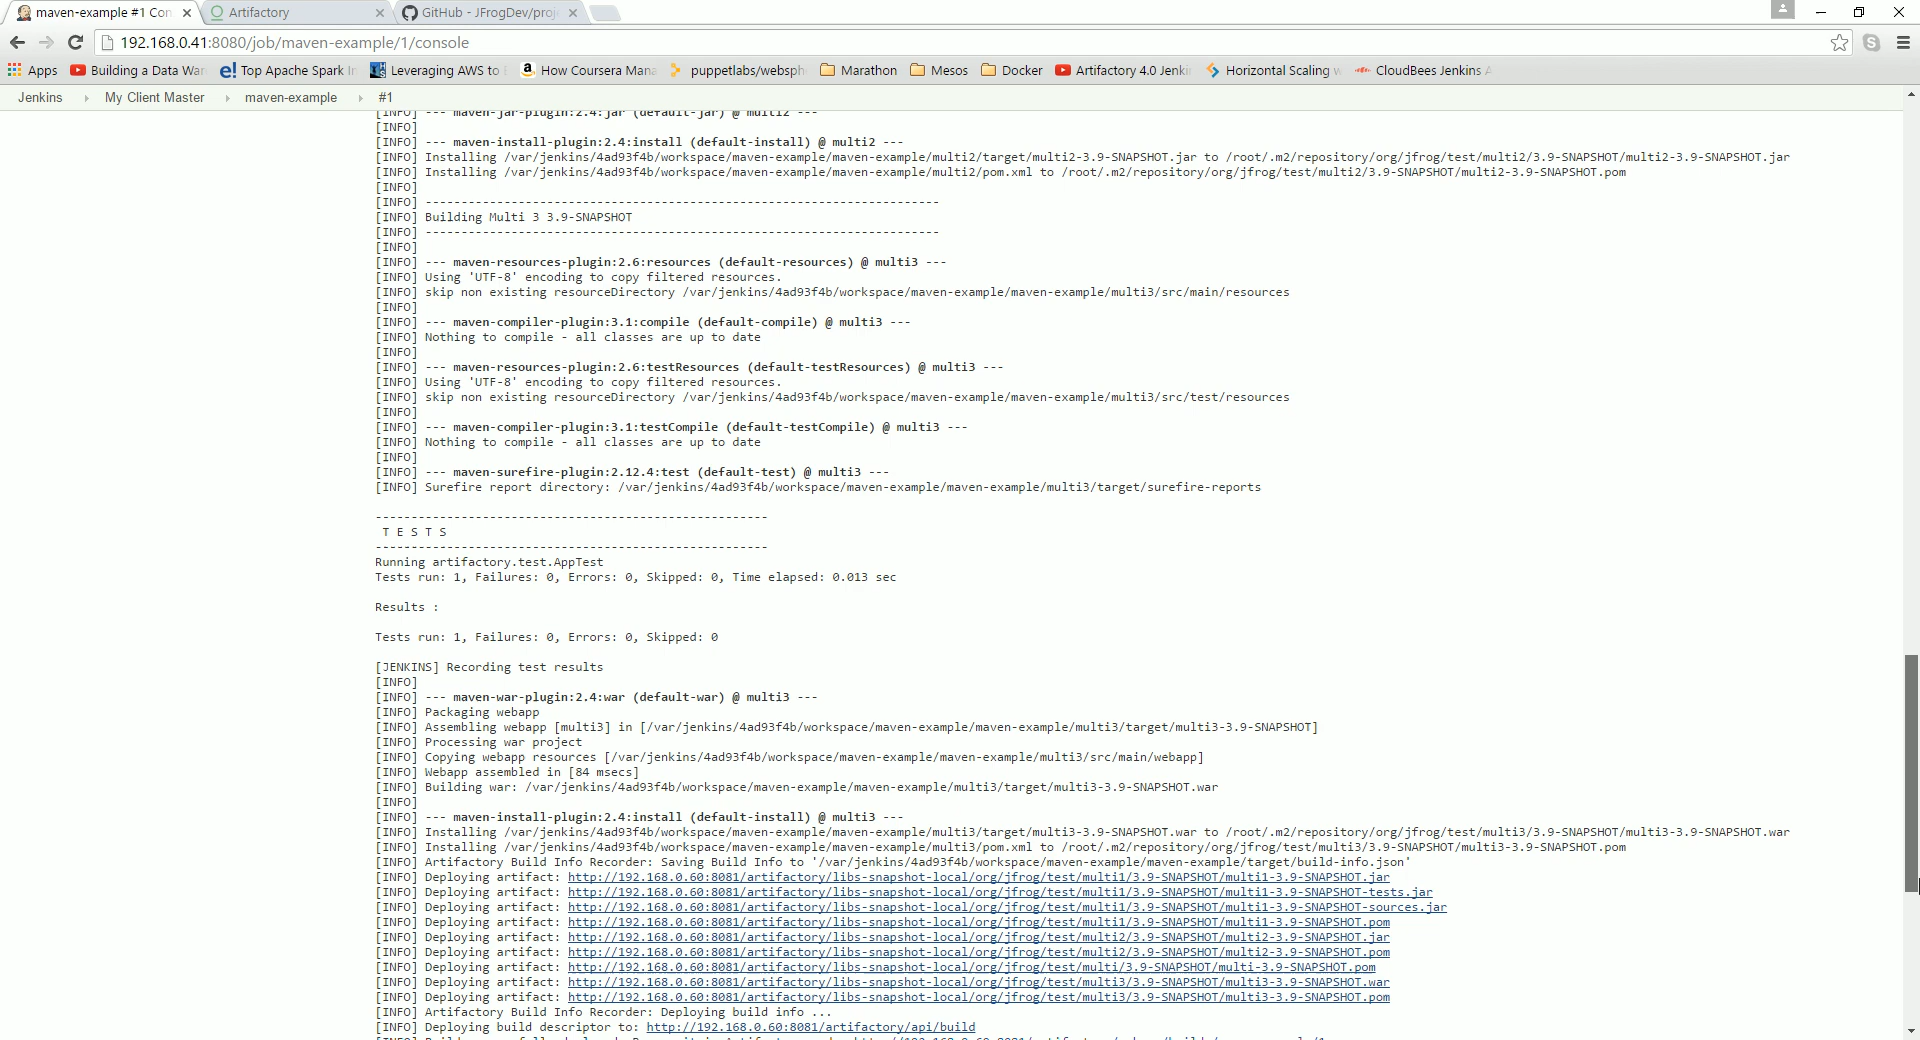 maven-example #1 Con
Artifactory
GitHub - JFrogDev/proj
192.168.0.41:8080/job/maven-example/1/console
Apps
Building a Data War
Top Apache Spark In
Leveraging AWS to
How Coursera Mana
puppetlabs/websph
Marathon
Mesos
Docker
Artifactory 4.0 Jenki
Horizontal Scaling w
CloudBees Jenkins A
Jenkins
My Client Master
maven-example
#1
[INFO] --- maven-jar-plugin:2.4:jar (default-jar) @ multi2 ---
[INFO]
[INFO] --- maven-install-plugin:2.4:install (default-install) @ multi2 ---
[INFO] Installing /var/jenkins/4ad93f4b/workspace/maven-example/maven-example/multi2/target/multi2-3.9-SNAPSHOT.jar to /root/.m2/repository/org/jfrog/test/multi2/3.9-SNAPSHOT/multi2-3.9-SNAPSHOT.jar
[INFO] Installing /var/jenkins/4ad93f4b/workspace/maven-example/maven-example/multi2/pom.xml to /root/.m2/repository/org/jfrog/test/multi2/3.9-SNAPSHOT/multi2-3.9-SNAPSHOT.pom
[INFO]
[INFO] ------------------------------------------------------------------------
[INFO] Building Multi 3 3.9-SNAPSHOT
[INFO] ------------------------------------------------------------------------
[INFO]
[INFO] --- maven-resources-plugin:2.6:resources (default-resources) @ multi3 ---
[INFO] Using 'UTF-8' encoding to copy filtered resources.
[INFO] skip non existing resourceDirectory /var/jenkins/4ad93f4b/workspace/maven-example/maven-example/multi3/src/main/resources
[INFO]
[INFO] --- maven-compiler-plugin:3.1:compile (default-compile) @ multi3 ---
[INFO] Nothing to compile - all classes are up to date
[INFO]
[INFO] --- maven-resources-plugin:2.6:testResources (default-testResources) @ multi3 ---
[INFO] Using 'UTF-8' encoding to copy filtered resources.
[INFO] skip non existing resourceDirectory /var/jenkins/4ad93f4b/workspace/maven-example/maven-example/multi3/src/test/resources
[INFO]
[INFO] --- maven-compiler-plugin:3.1:testCompile (default-testCompile) @ multi3 ---
[INFO] Nothing to compile - all classes are up to date
[INFO]
[INFO] --- maven-surefire-plugin:2.12.4:test (default-test) @ multi3 ---
[INFO] Surefire report directory: /var/jenkins/4ad93f4b/workspace/maven-example/maven-example/multi3/target/surefire-reports
-------------------------------------------------------
T E S T S
-------------------------------------------------------
Running artifactory.test.AppTest
Tests run: 1, Failures: 0, Errors: 0, Skipped: 0, Time elapsed: 0.013 sec
Results :
Tests run: 1, Failures: 0, Errors: 0, Skipped: 0
[JENKINS] Recording test results
[INFO]
[INFO] --- maven-war-plugin:2.4:war (default-war) @ multi3 ---
[INFO] Packaging webapp
[INFO] Assembling webapp [multi3] in [/var/jenkins/4ad93f4b/workspace/maven-example/maven-example/multi3/target/multi3-3.9-SNAPSHOT]
[INFO] Processing war project
[INFO] Copying webapp resources [/var/jenkins/4ad93f4b/workspace/maven-example/maven-example/multi3/src/main/webapp]
[INFO] Webapp assembled in [84 msecs]
[INFO] Building war: /var/jenkins/4ad93f4b/workspace/maven-example/maven-example/multi3/target/multi3-3.9-SNAPSHOT.war
[INFO]
[INFO] --- maven-install-plugin:2.4:install (default-install) @ multi3 ---
[INFO] Installing /var/jenkins/4ad93f4b/workspace/maven-example/maven-example/multi3/target/multi3-3.9-SNAPSHOT.war to /root/.m2/repository/org/jfrog/test/multi3/3.9-SNAPSHOT/multi3-3.9-SNAPSHOT.war
[INFO] Installing /var/jenkins/4ad93f4b/workspace/maven-example/maven-example/multi3/pom.xml to /root/.m2/repository/org/jfrog/test/multi3/3.9-SNAPSHOT/multi3-3.9-SNAPSHOT.pom
[INFO] Artifactory Build Info Recorder: Saving Build Info to '/var/jenkins/4ad93f4b/workspace/maven-example/maven-example/target/build-info.json'
[INFO] Deploying artifact: http://192.168.0.60:8081/artifactory/libs-snapshot-local/org/jfrog/test/multi1/3.9-SNAPSHOT/multi1-3.9-SNAPSHOT.jar
[INFO] Deploying artifact: http://192.168.0.60:8081/artifactory/libs-snapshot-local/org/jfrog/test/multi1/3.9-SNAPSHOT/multi1-3.9-SNAPSHOT-tests.jar
[INFO] Deploying artifact: http://192.168.0.60:8081/artifactory/libs-snapshot-local/org/jfrog/test/multi1/3.9-SNAPSHOT/multi1-3.9-SNAPSHOT-sources.jar
[INFO] Deploying artifact: http://192.168.0.60:8081/artifactory/libs-snapshot-local/org/jfrog/test/multi1/3.9-SNAPSHOT/multi1-3.9-SNAPSHOT.pom
[INFO] Deploying artifact: http://192.168.0.60:8081/artifactory/libs-snapshot-local/org/jfrog/test/multi2/3.9-SNAPSHOT/multi2-3.9-SNAPSHOT.jar
[INFO] Deploying artifact: http://192.168.0.60:8081/artifactory/libs-snapshot-local/org/jfrog/test/multi2/3.9-SNAPSHOT/multi2-3.9-SNAPSHOT.pom
[INFO] Deploying artifact: http://192.168.0.60:8081/artifactory/libs-snapshot-local/org/jfrog/test/multi/3.9-SNAPSHOT/multi-3.9-SNAPSHOT.pom
[INFO] Deploying artifact: http://192.168.0.60:8081/artifactory/libs-snapshot-local/org/jfrog/test/multi3/3.9-SNAPSHOT/multi3-3.9-SNAPSHOT.war
[INFO] Deploying artifact: http://192.168.0.60:8081/artifactory/libs-snapshot-local/org/jfrog/test/multi3/3.9-SNAPSHOT/multi3-3.9-SNAPSHOT.pom
[INFO] Artifactory Build Info Recorder: Deploying build info ...
[INFO] Deploying build descriptor to: http://192.168.0.60:8081/artifactory/api/build